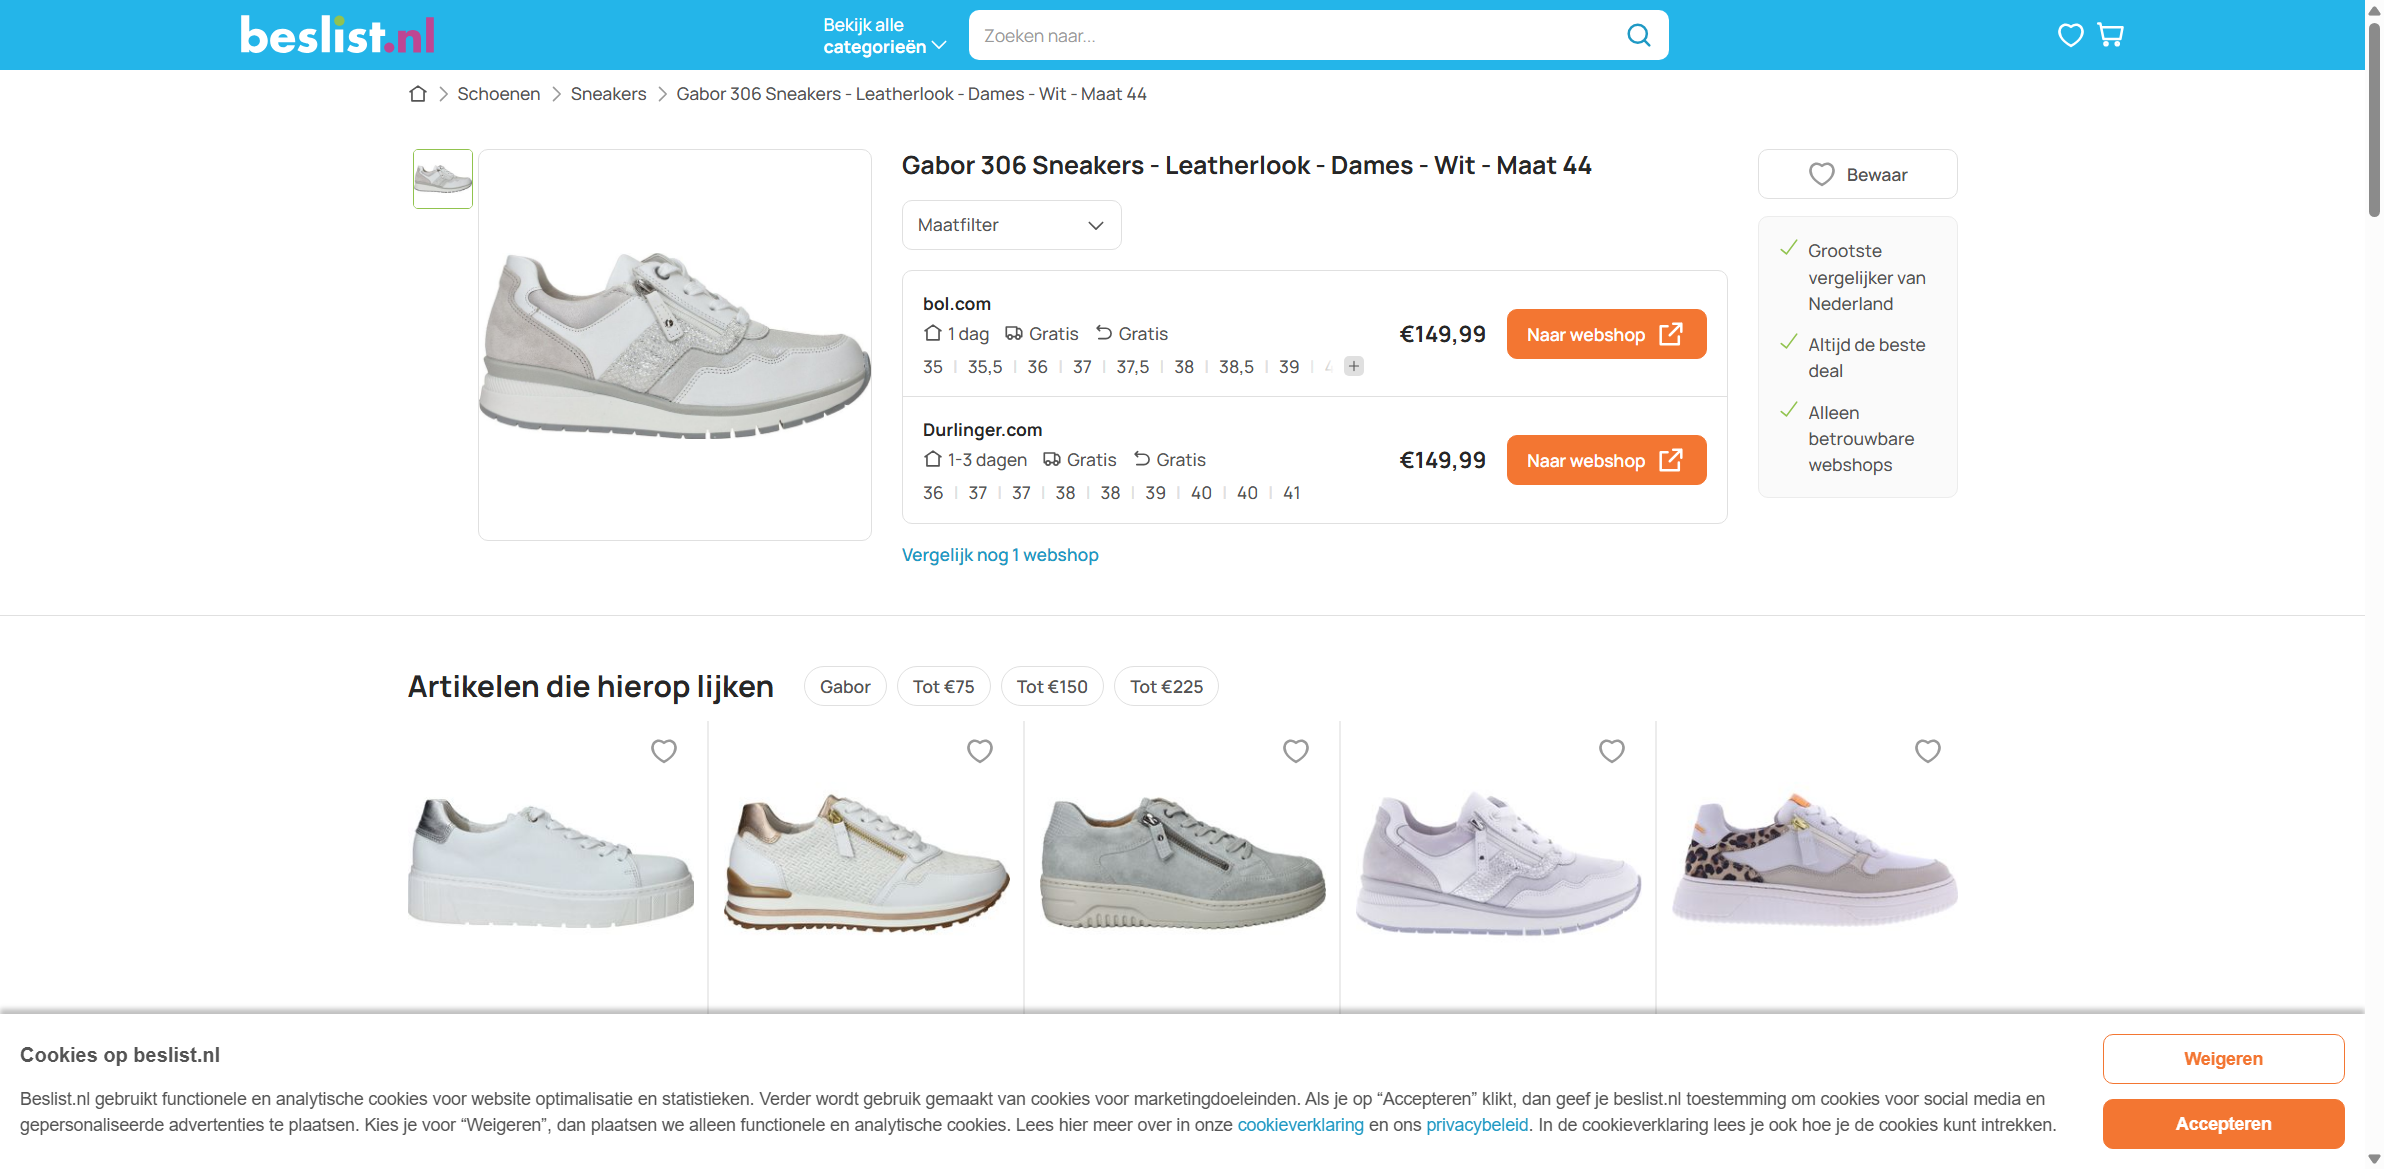 beslist.nl
Bekijk alle
categorieën
Zoeken naar...
Schoenen
Sneakers
Gabor 306 Sneakers - Leatherlook - Dames - Wit - Maat 44
Gabor 306 Sneakers - Leatherlook - Dames - Wit - Maat 44
Maatfilter
bol.com
1 dag Gratis Gratis
35 35,5 36 37 37,5 38 38,5 39 +
€149,99
Naar webshop
Durlinger.com
1-3 dagen Gratis Gratis
36 37 37 38 38 39 40 40 41
€149,99
Naar webshop
Vergelijk nog 1 webshop
Bewaar
Grootste
vergelijker van
Nederland
Altijd de beste
deal
Alleen
betrouwbare
webshops
Artikelen die hierop lijken
Gabor
Tot €75
Tot €150
Tot €225
Cookies op beslist.nl
Beslist.nl gebruikt functionele en analytische cookies voor website optimalisatie en statistieken. Verder wordt gebruik gemaakt van cookies voor marketingdoeleinden. Als je op “Accepteren” klikt, dan geef je beslist.nl toestemming om cookies voor social media en
gepersonaliseerde advertenties te plaatsen. Kies je voor “Weigeren”, dan plaatsen we alleen functionele en analytische cookies. Lees hier meer over in onze cookieverklaring en ons privacybeleid. In de cookieverklaring lees je ook hoe je de cookies kunt intrekken.
Weigeren
Accepteren